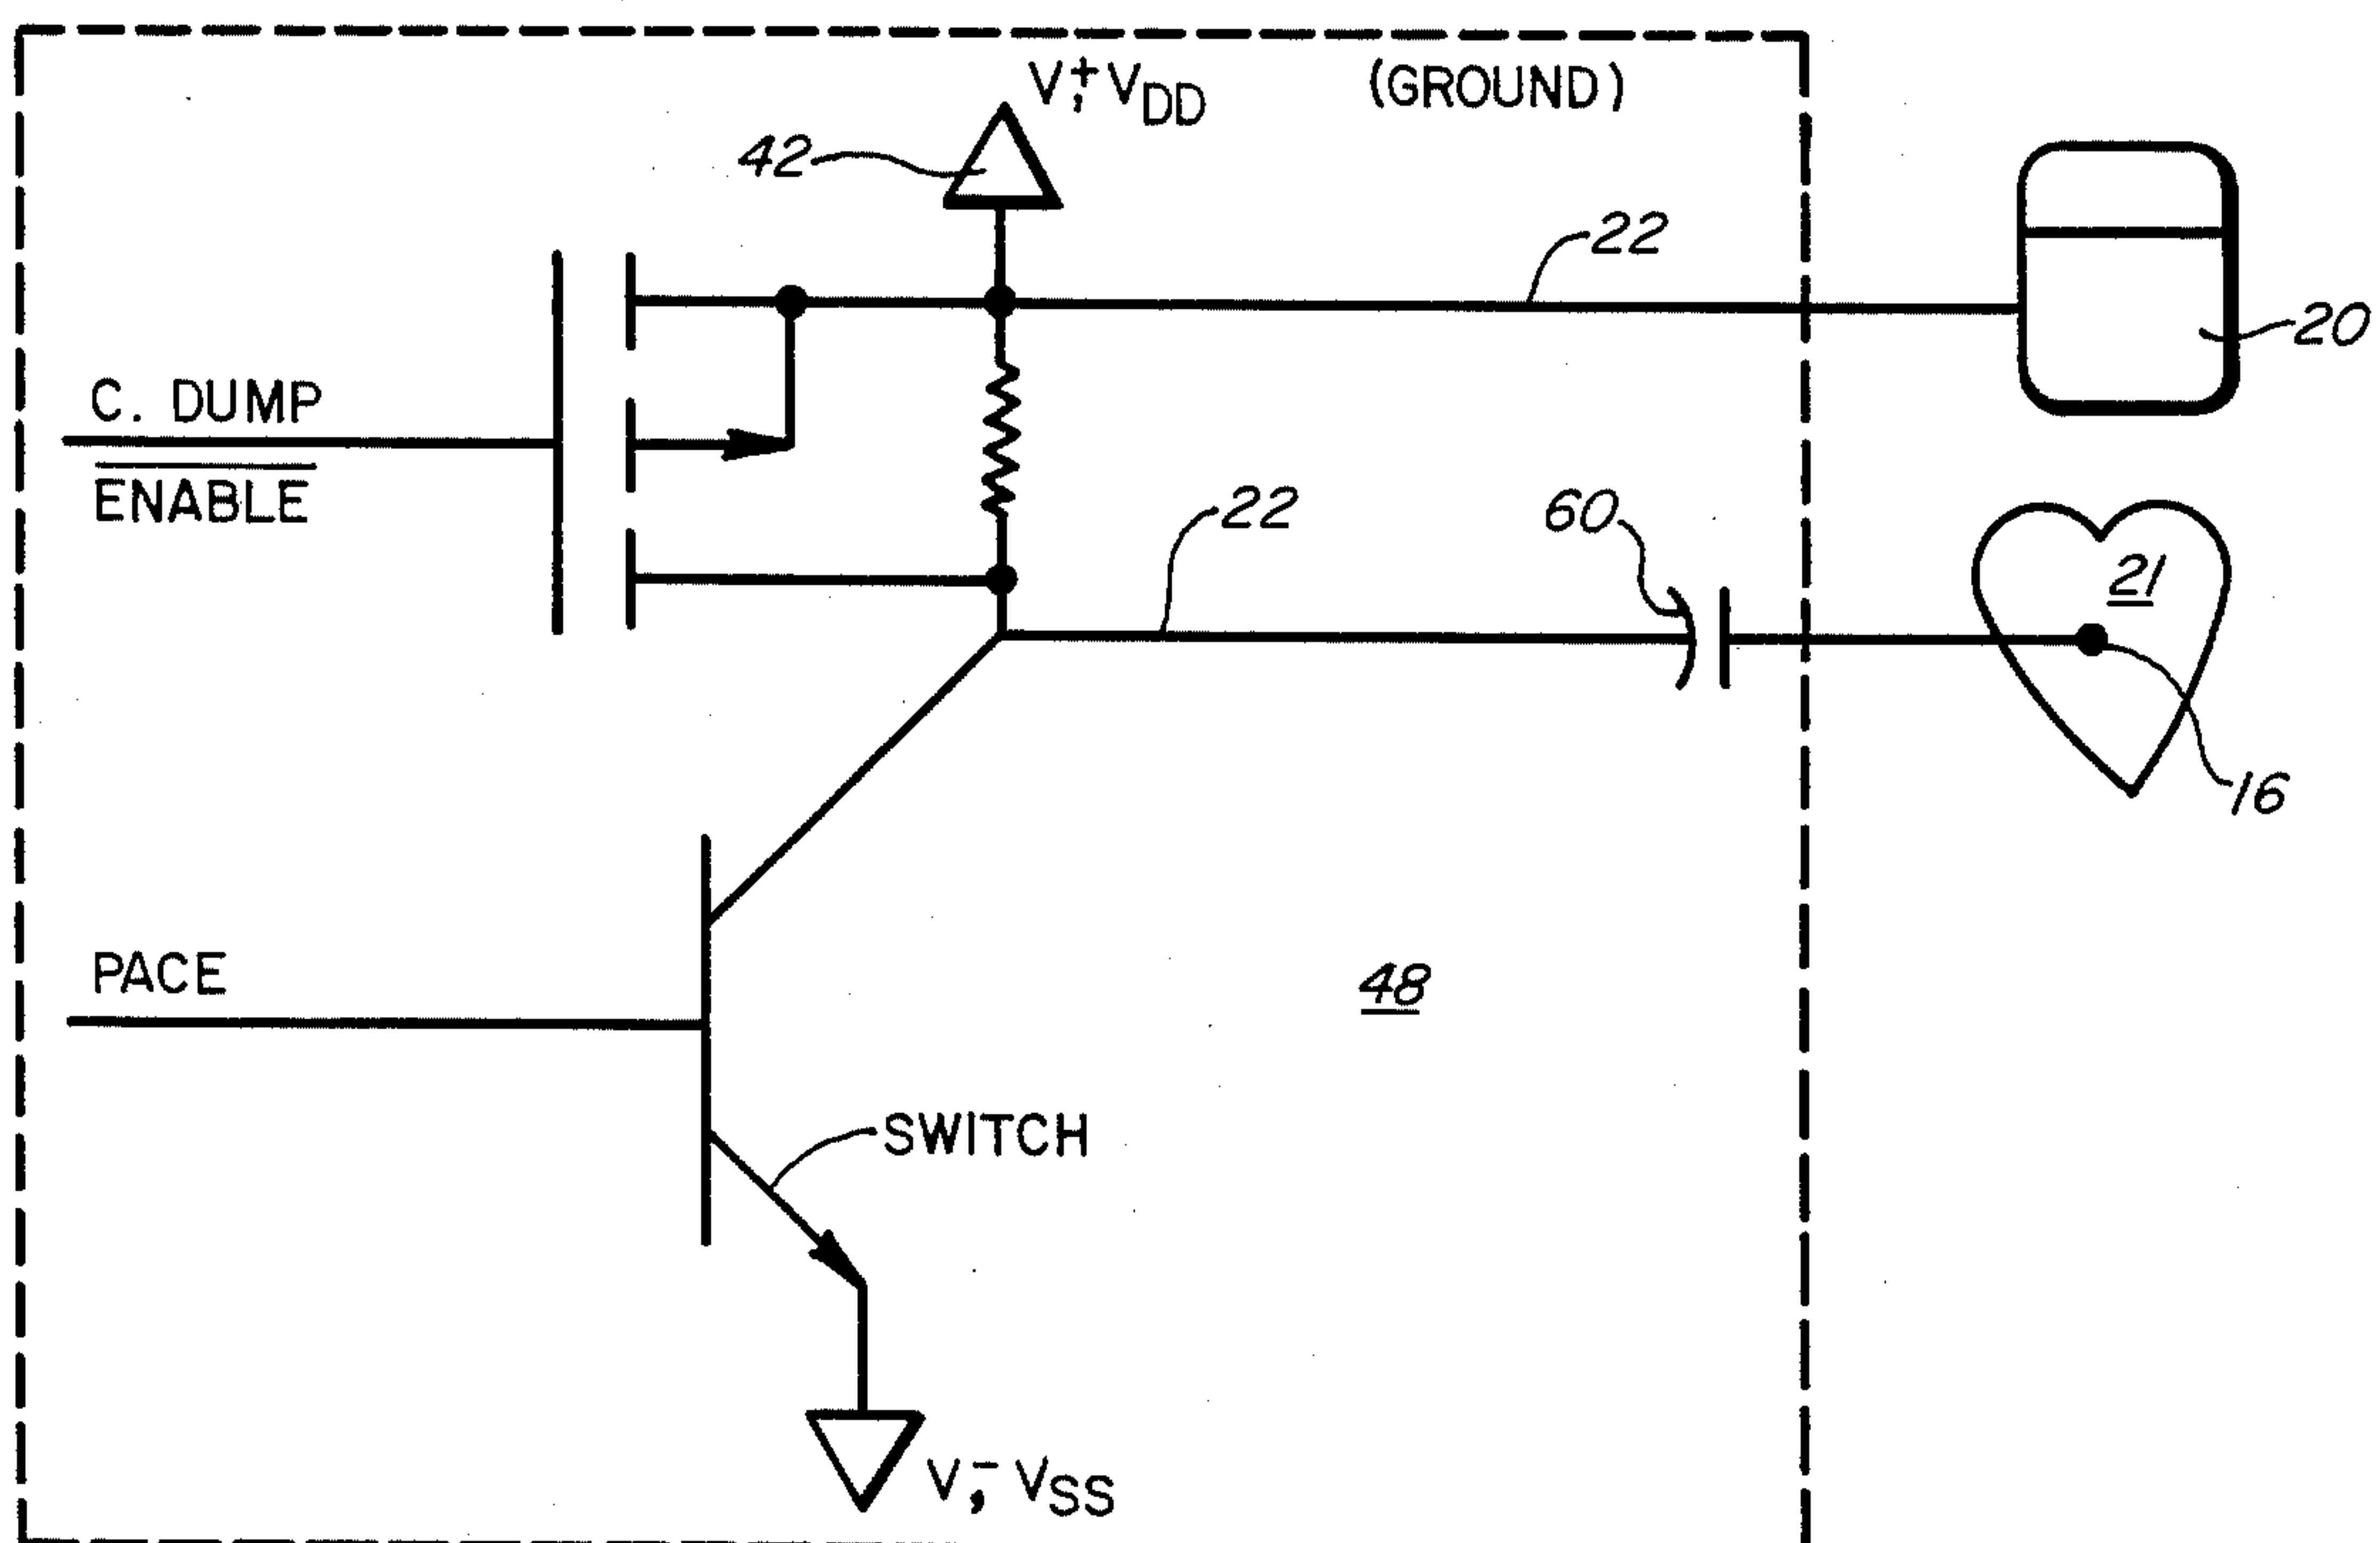 V,+ VDD (GROUND)
42
22
20
C. DUMP
ENABLE
22
60
21
16
PACE
48
SWITCH
V,- VSS